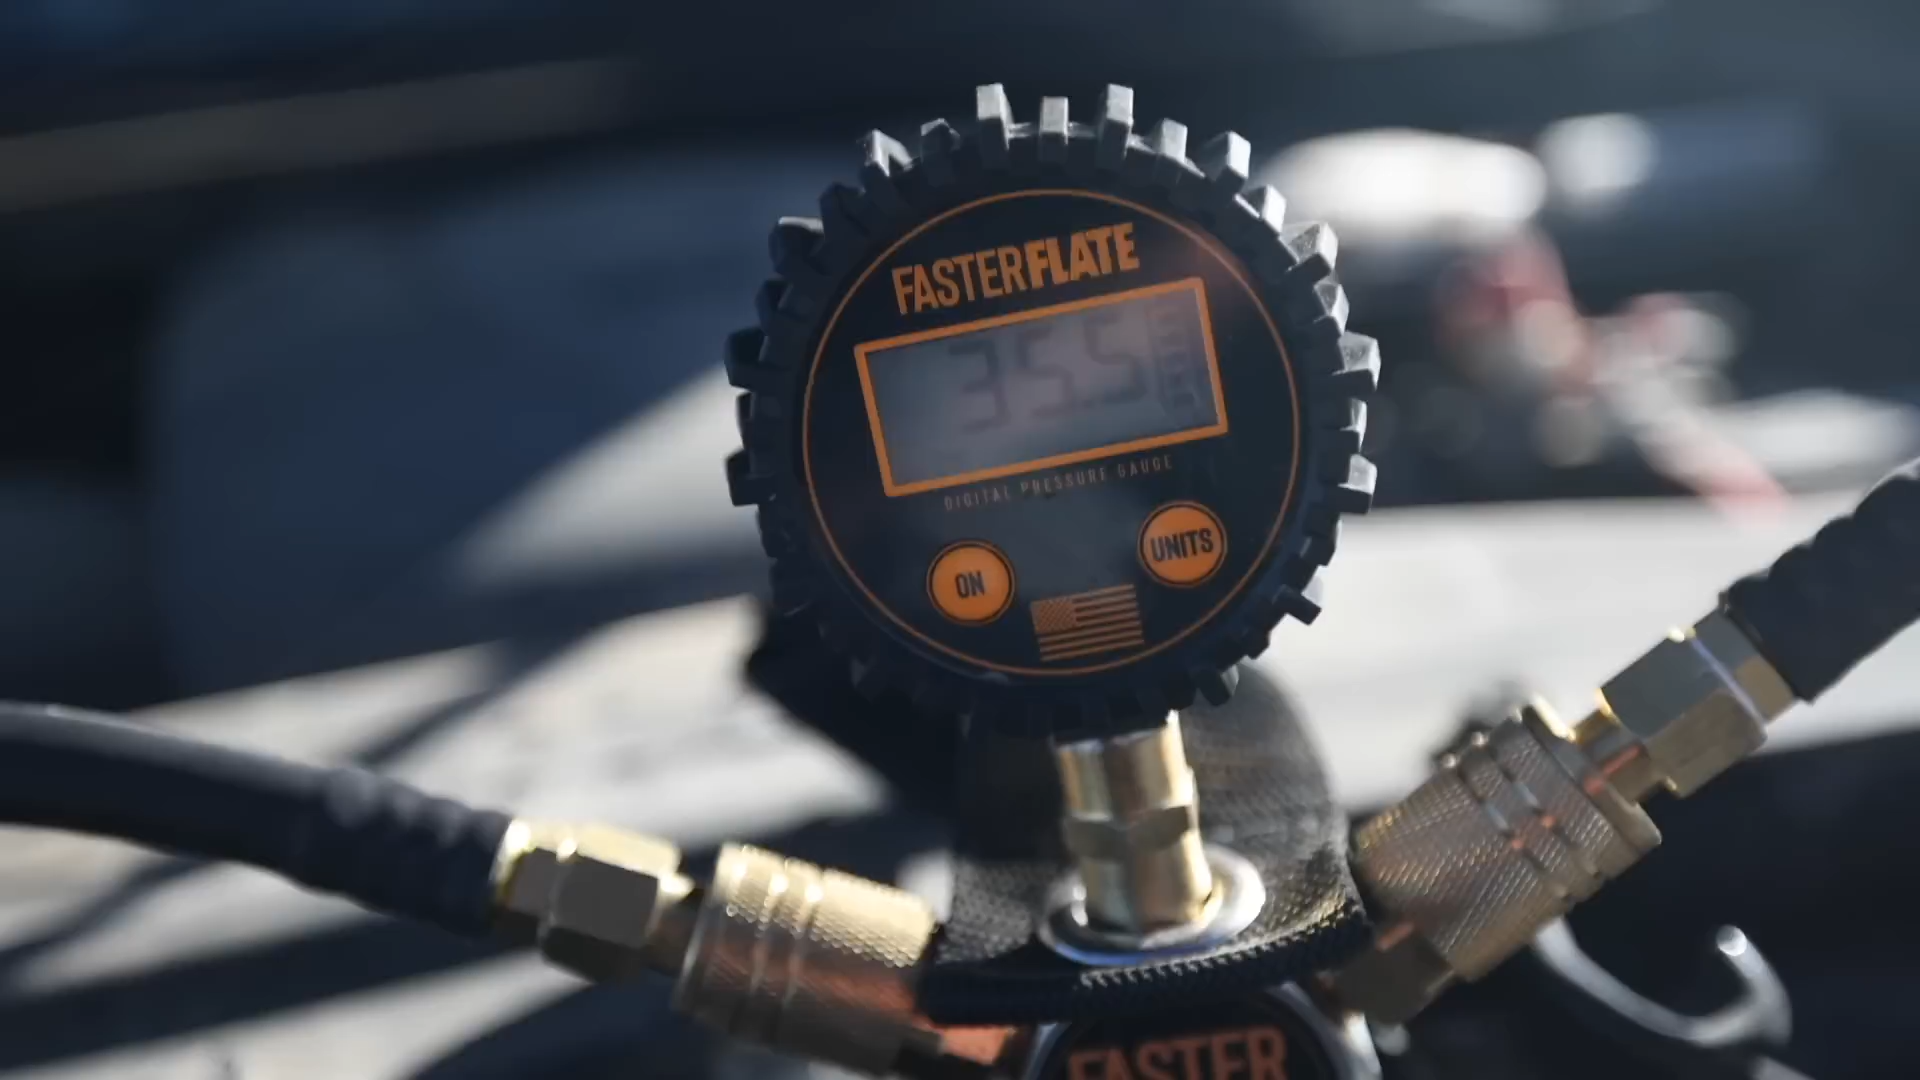 FASTERFLATE
35.5
DIGITAL PRESSURE GAUGE
ON
UNITS
FASTER